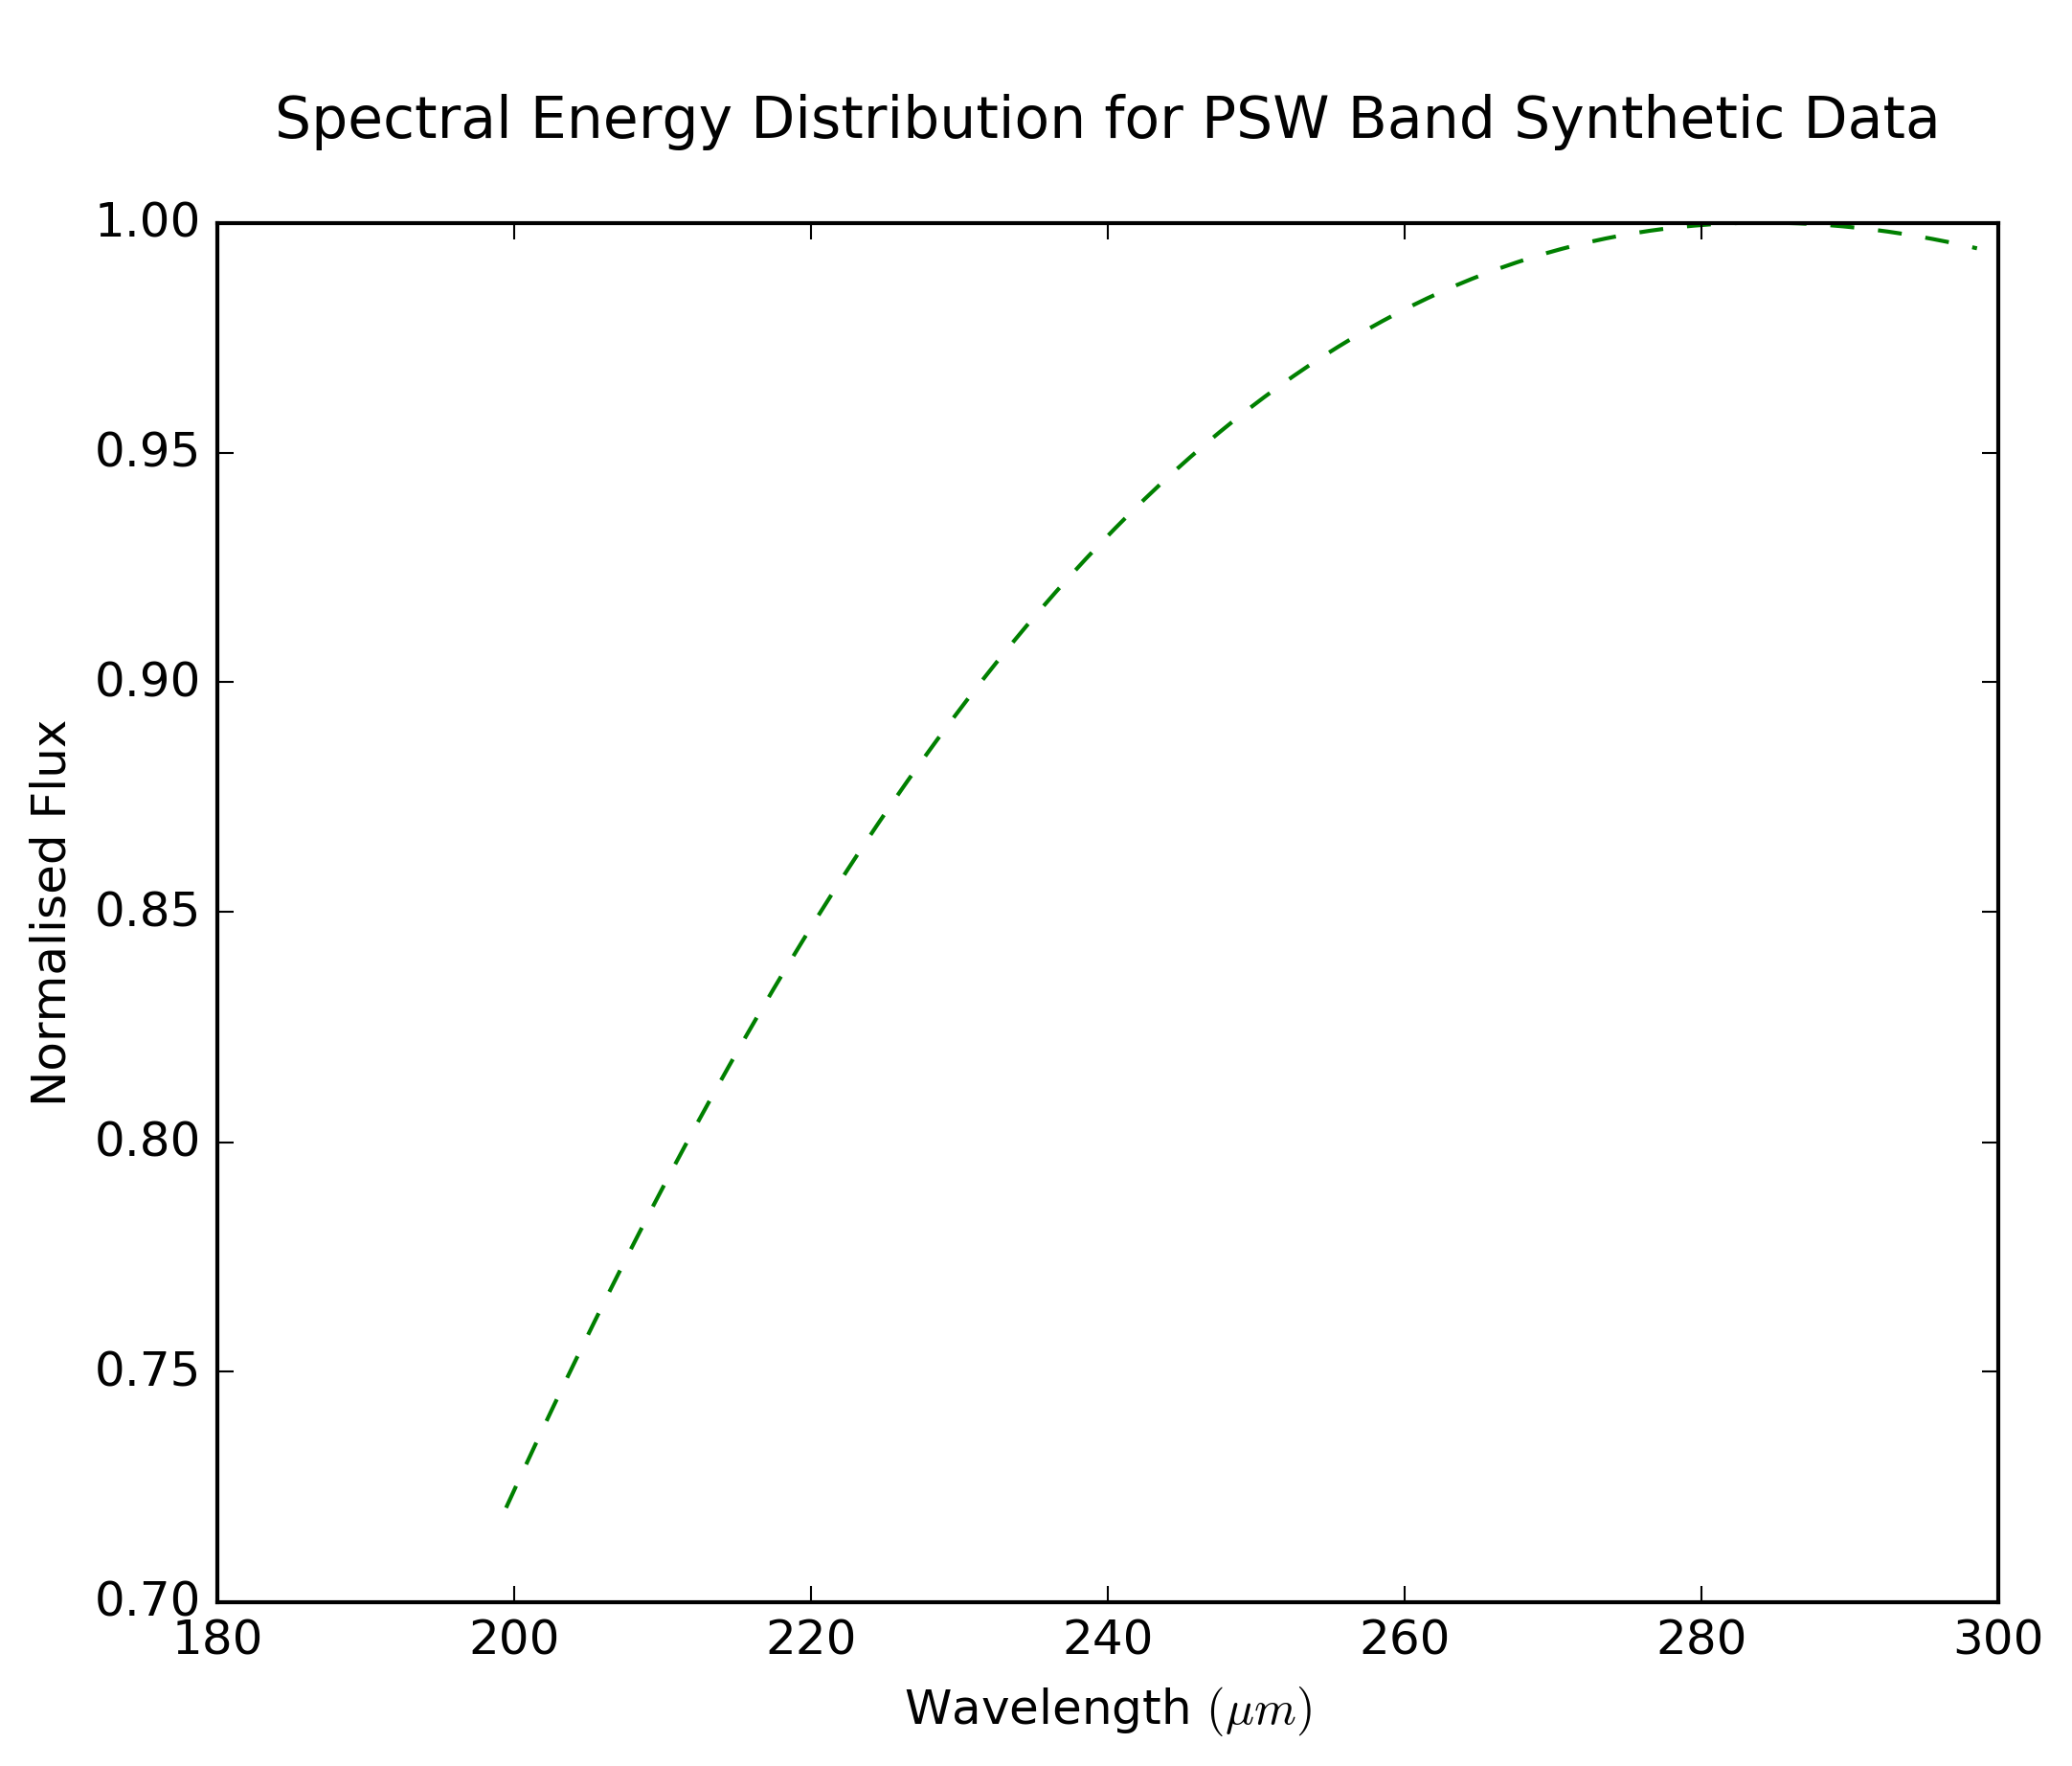 Spectral Energy Distribution for PSW Band Synthetic Data
1.00
0.95
0.90
0.85
0.80
0.75
0.70
Normalised Flux
180 200 220 240 260 280 300
Wavelength (μm)